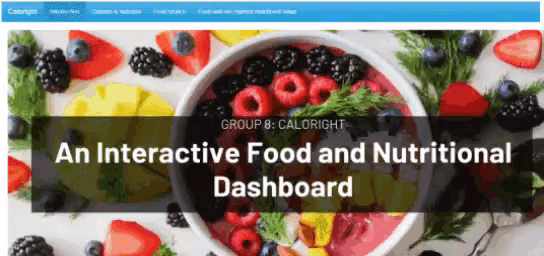 Caloright Introduction Calories & Nutrition Food Search Food with the Highest Nutritional Value
GROUP 8: CALORIGHT
An Interactive Food and Nutritional
Dashboard